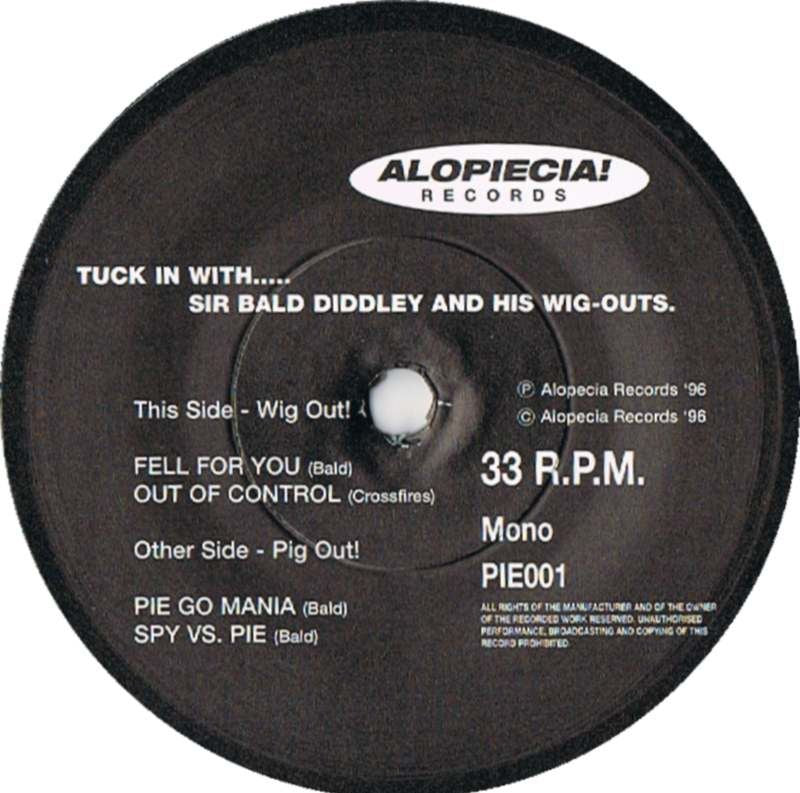 ALOPIECIA!
RECORDS
TUCK IN WITH.....
SIR BALD DIDDLEY AND HIS WIG-OUTS.
This Side - Wig Out!
℗ Alopecia Records '96
© Alopecia Records '96
FELL FOR YOU (Bald)
OUT OF CONTROL (Crossfires)
33 R.P.M.
Other Side - Pig Out!
Mono
PIE001
PIE GO MANIA (Bald)
SPY VS. PIE (Bald)
ALL RIGHTS OF THE MANUFACTURER AND OF THE OWNER
OF THE RECORDED WORK RESERVED. UNAUTHORISED
PERFORMANCE, BROADCASTING AND COPYING OF THIS
RECORD PROHIBITED.